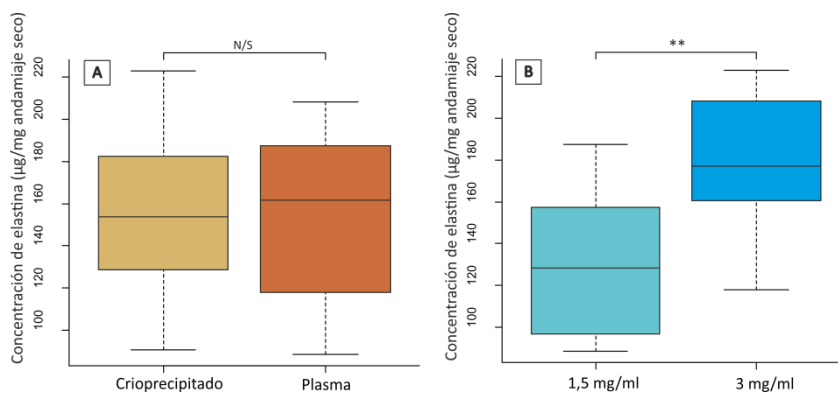 A
N/S
Concentración de elastina (µg/mg andamiaje seco)
220
200
180
160
140
120
100
Crioprecipitado
Plasma
B
**
Concentración de elastina (µg/mg andamiaje seco)
220
200
180
160
140
120
100
1,5 mg/ml
3 mg/ml